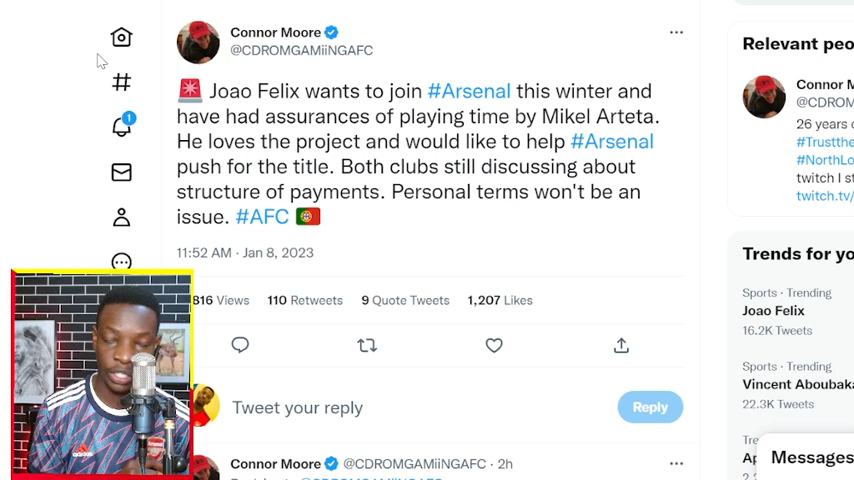 Connor Moore
@CDROMGAMiiNGAFC
🚨 Joao Felix wants to join #Arsenal this winter and
have had assurances of playing time by Mikel Arteta.
He loves the project and would like to help #Arsenal
push for the title. Both clubs still discussing about
structure of payments. Personal terms won't be an
issue. #AFC 🇵🇹
11:52 AM · Jan 8, 2023
816 Views 110 Retweets 9 Quote Tweets 1,207 Likes
Tweet your reply
Reply
Connor Moore @CDROMGAMiiNGAFC · 2h
1
Relevant peo
Connor M
@CDROM
26 years
#Trustthe
#NorthLo
twitch I st
twitch.tv/
Trends for yo
Sports · Trending
Joao Felix
16.2K Tweets
Sports · Trending
Vincent Aboubaka
22.3K Tweets
Messages